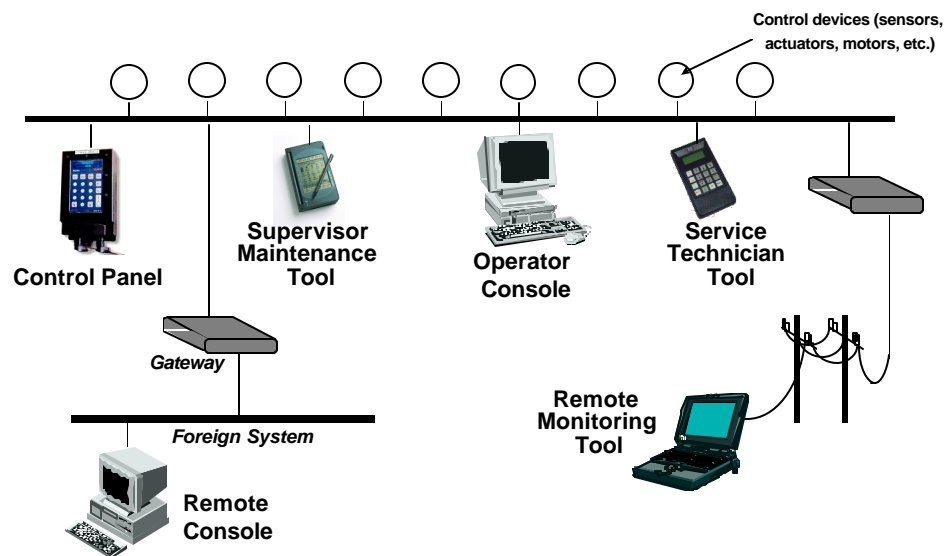 Control devices (sensors,
actuators, motors, etc.)
Control Panel
Supervisor
Maintenance
Tool
Operator
Console
Service
Technician
Tool
Gateway
Foreign System
Remote
Console
Remote
Monitoring
Tool